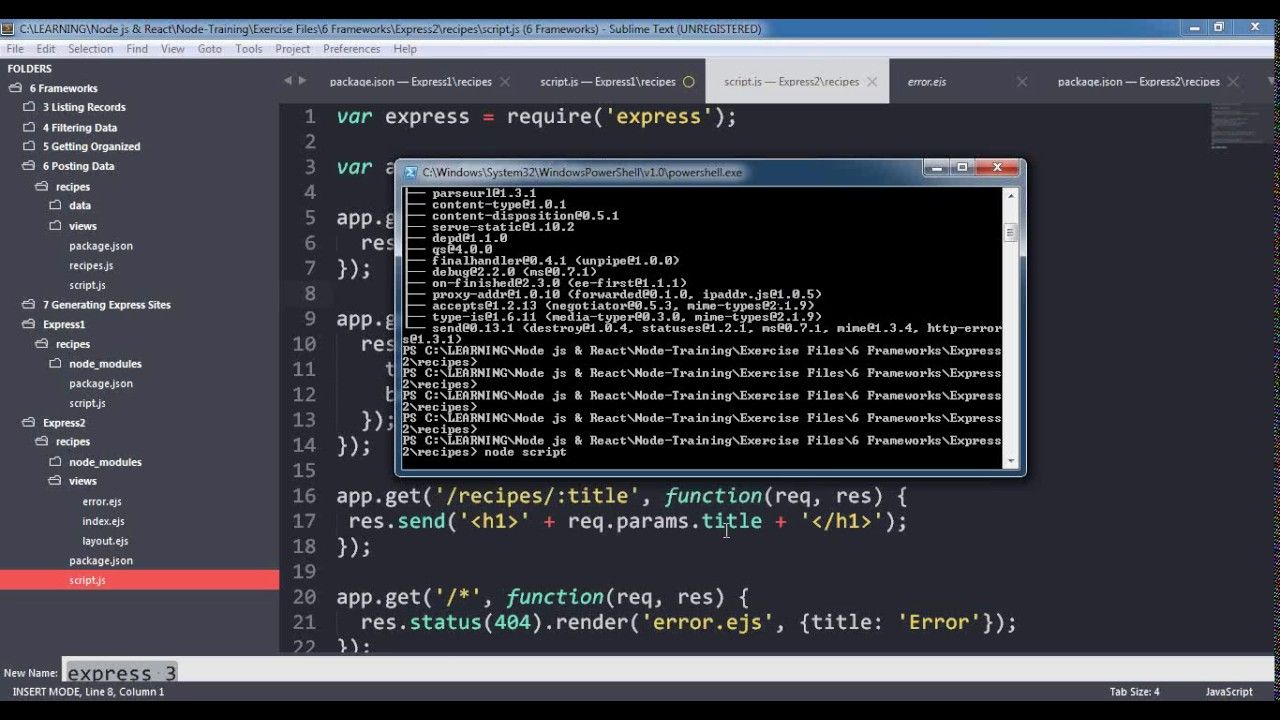 C:\LEARNING\Node js & React\Node-Training\Exercise Files\6 Frameworks\Express2\recipes\script.js (6 Frameworks) - Sublime Text (UNREGISTERED)
File Edit Selection Find View Goto Tools Project Preferences Help
FOLDERS
6 Frameworks
3 Listing Records
4 Filtering Data
5 Getting Organized
6 Posting Data
recipes
data
views
package.json
recipes.js
script.js
7 Generating Express Sites
Express1
recipes
node_modules
package.json
script.js
Express2
recipes
node_modules
views
error.ejs
index.ejs
layout.ejs
package.json
script.js
package.json — Express1\recipes script.js — Express1\recipes script.js — Express2\recipes error.ejs package.json — Express2\recipes
1 var express = require('express');
2
3 var a
4
5 app.g
6 res
7 });
8
9 app.g
10 res
11 t
12 b
13 });
14 });
15
16 app.get('/recipes/:title', function(req, res) {
17 res.send('<h1>' + req.params.title + '</h1>');
18 });
19
20 app.get('/*', function(req, res) {
21 res.status(404).render('error.ejs', {title: 'Error'});
22 });
C:\Windows\System32\WindowsPowerShell\v1.0\powershell.exe
├── parseurl@1.3.1
├── content-type@1.0.1
├── content-disposition@0.5.1
├── serve-static@1.10.2
├── depd@1.1.0
├── qs@4.0.0
├── finalhandler@0.4.1 (unpipe@1.0.0)
├── debug@2.2.0 (ms@0.7.1)
├── on-finished@2.3.0 (ee-first@1.1.1)
├── proxy-addr@1.0.10 (forwarded@0.1.0, ipaddr.js@1.0.5)
├── accepts@1.2.13 (negotiator@0.5.3, mime-types@2.1.9)
├── type-is@1.6.11 (media-typer@0.3.0, mime-types@2.1.9)
└── send@0.13.1 (destroy@1.0.4, statuses@1.2.1, ms@0.7.1, mime@1.3.4, http-error
s@1.3.1)
PS C:\LEARNING\Node js & React\Node-Training\Exercise Files\6 Frameworks\Express
2\recipes>
PS C:\LEARNING\Node js & React\Node-Training\Exercise Files\6 Frameworks\Express
2\recipes>
PS C:\LEARNING\Node js & React\Node-Training\Exercise Files\6 Frameworks\Express
2\recipes>
PS C:\LEARNING\Node js & React\Node-Training\Exercise Files\6 Frameworks\Express
2\recipes>
PS C:\LEARNING\Node js & React\Node-Training\Exercise Files\6 Frameworks\Express
2\recipes> node script
New Name: express 3
INSERT MODE, Line 8, Column 1 Tab Size: 4 JavaScript